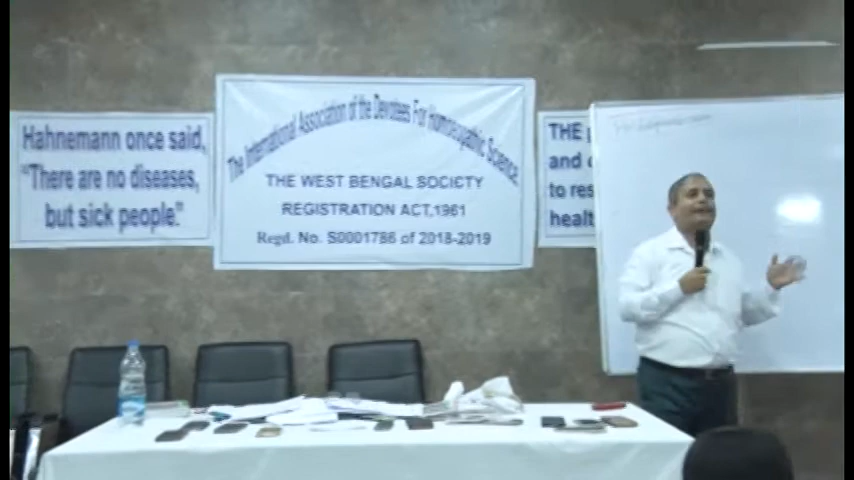 Hahnemann once said,
"There are no diseases,
but sick people."
The International Association of the Devotees For Homoeopathic Science.
THE WEST BENGAL SOCIETY
REGISTRATION ACT,1961
Regd. No. S0001786 of 2018-2019
THE
and
to res
healt